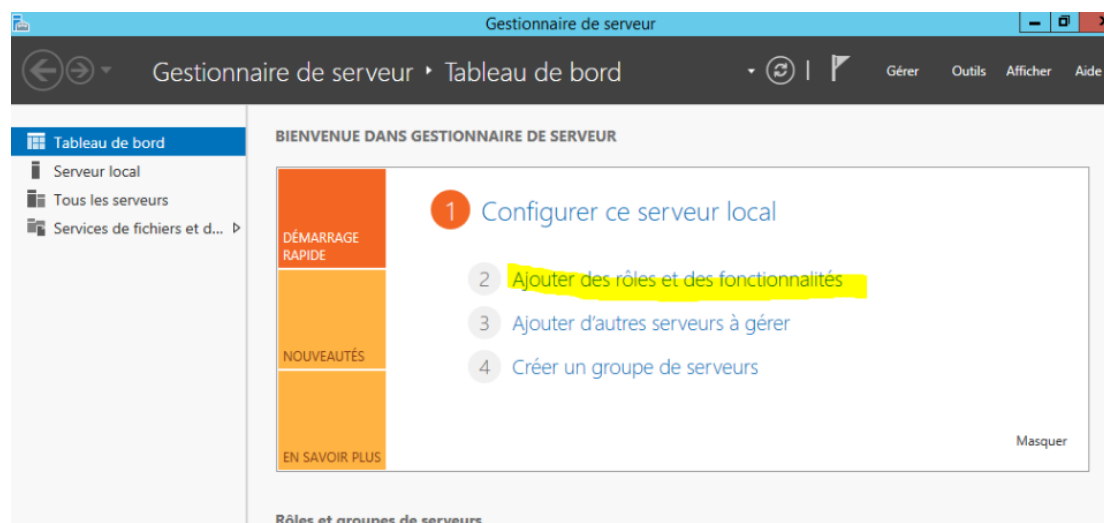 Gestionnaire de serveur
Gestionnaire de serveur ‣ Tableau de bord
Gérer Outils Afficher Aide
Tableau de bord
Serveur local
Tous les serveurs
Services de fichiers et d...
BIENVENUE DANS GESTIONNAIRE DE SERVEUR
DÉMARRAGE
RAPIDE
NOUVEAUTÉS
EN SAVOIR PLUS
1 Configurer ce serveur local
2 Ajouter des rôles et des fonctionnalités
3 Ajouter d'autres serveurs à gérer
4 Créer un groupe de serveurs
Masquer
Rôles et groupes de serveurs